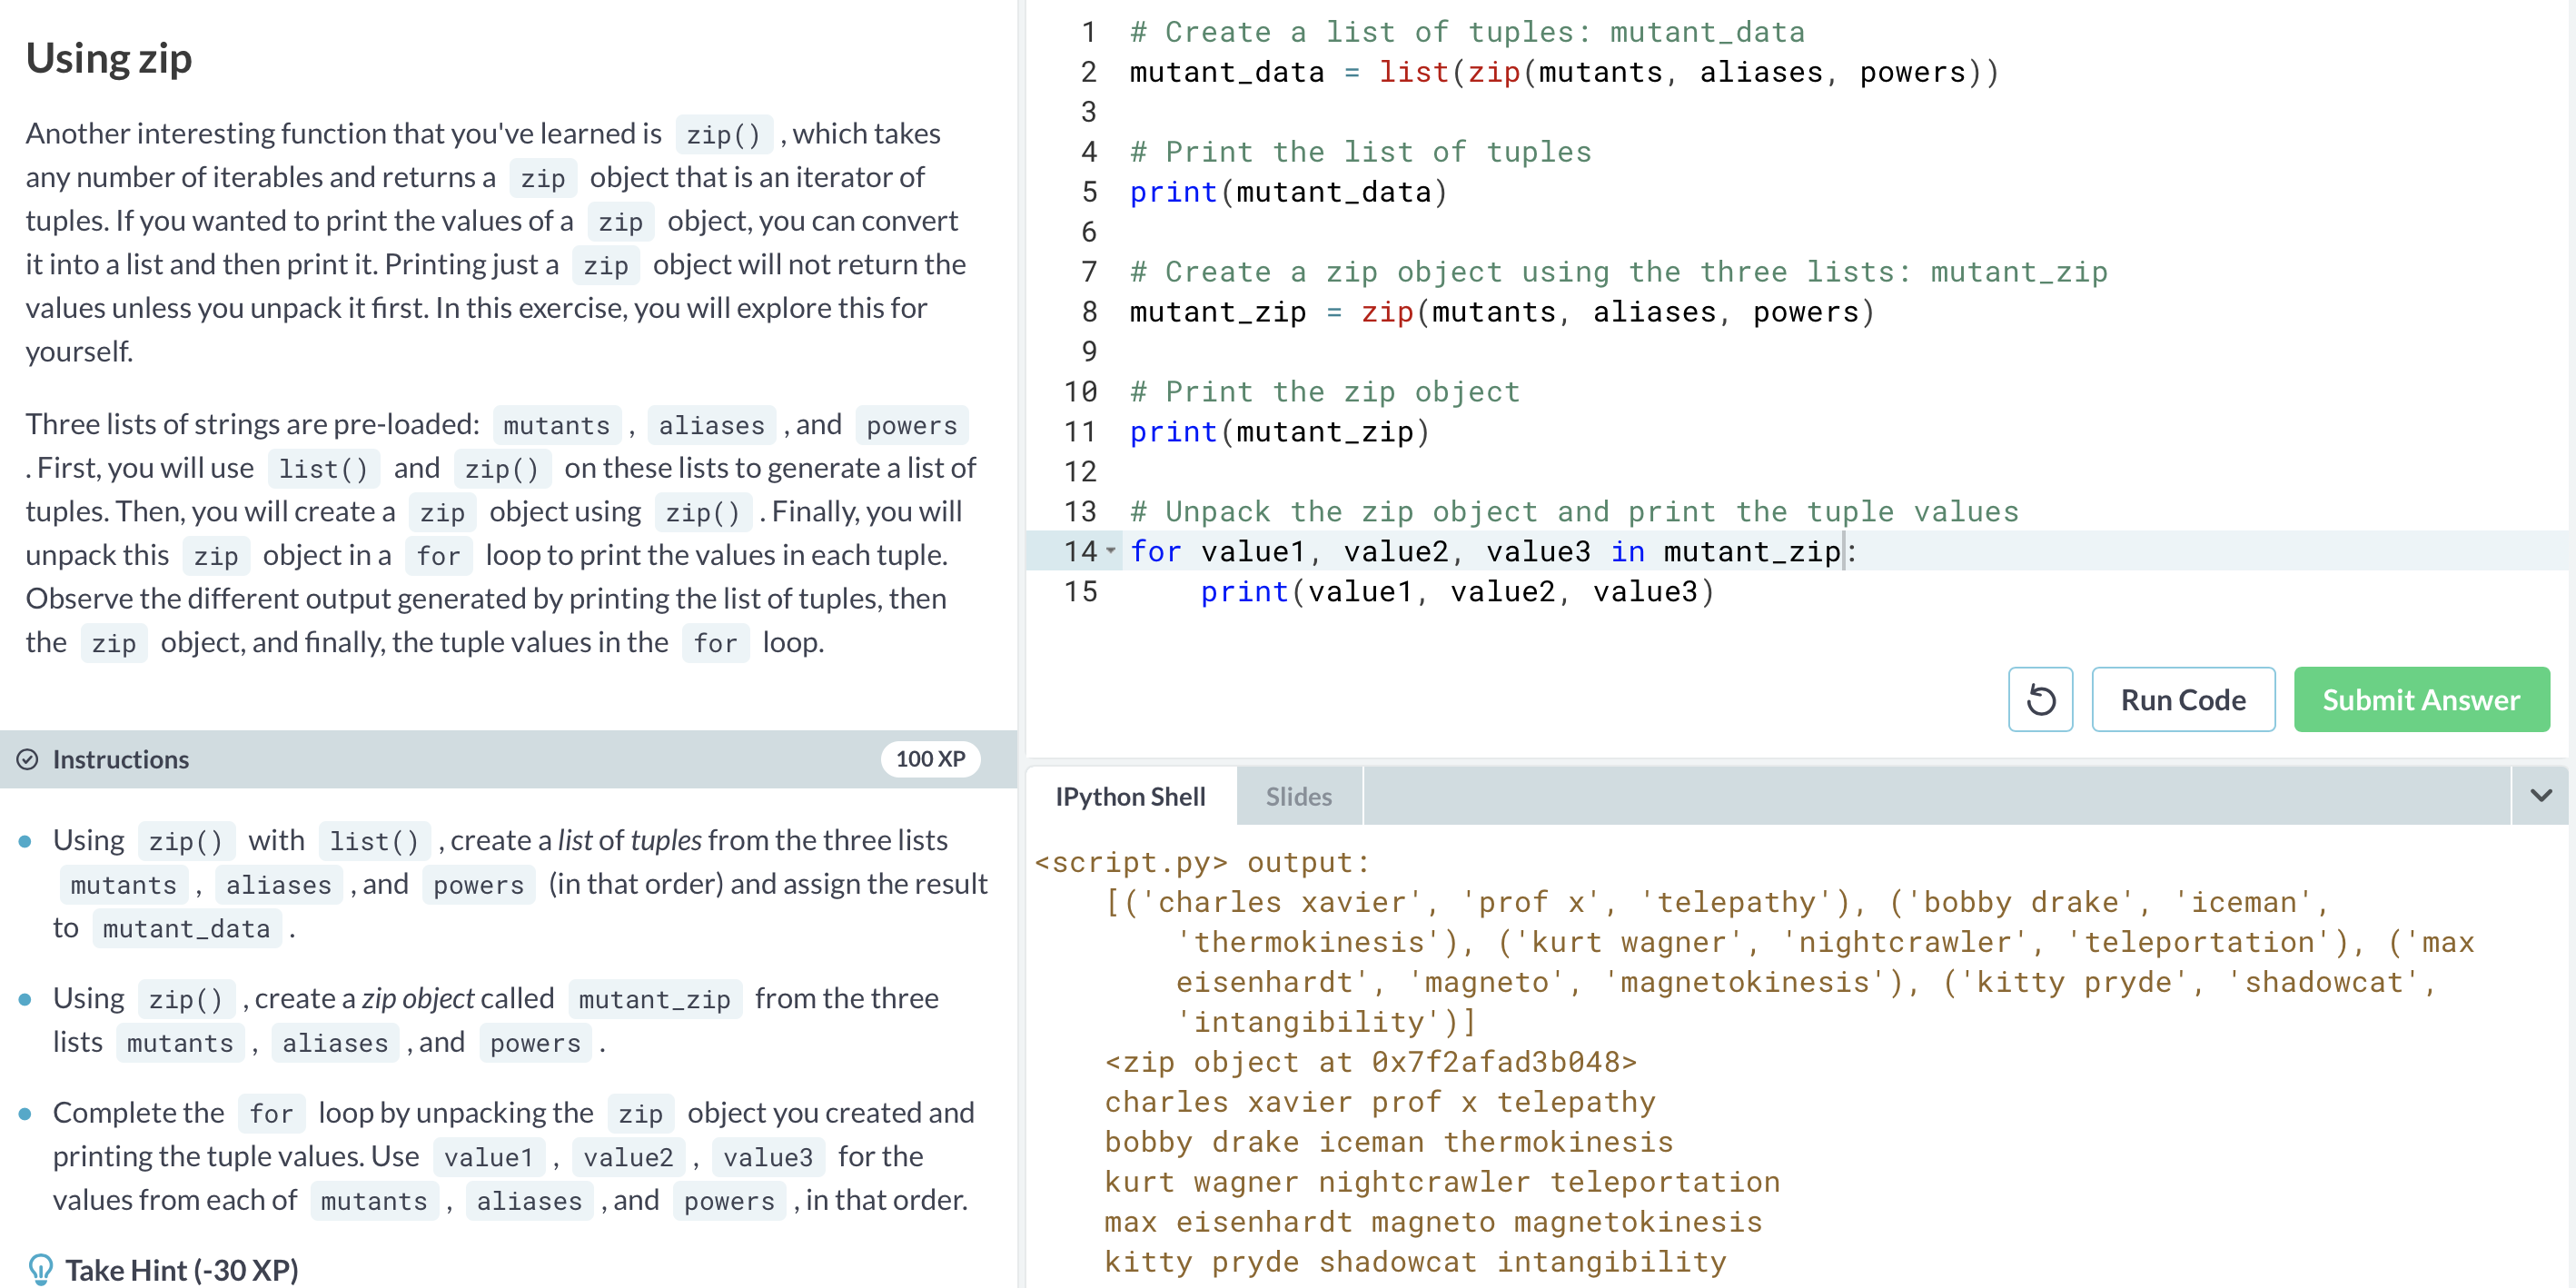 Using zip
Another interesting function that you've learned is zip() , which takes
any number of iterables and returns a zip object that is an iterator of
tuples. If you wanted to print the values of a zip object, you can convert
it into a list and then print it. Printing just a zip object will not return the
values unless you unpack it first. In this exercise, you will explore this for
yourself.
Three lists of strings are pre-loaded: mutants , aliases , and powers
. First, you will use list() and zip() on these lists to generate a list of
tuples. Then, you will create a zip object using zip() . Finally, you will
unpack this zip object in a for loop to print the values in each tuple.
Observe the different output generated by printing the list of tuples, then
the zip object, and finally, the tuple values in the for loop.
Instructions 100 XP
Using zip() with list() , create a list of tuples from the three lists
mutants , aliases , and powers (in that order) and assign the result
to mutant_data .
Using zip() , create a zip object called mutant_zip from the three
lists mutants , aliases , and powers .
Complete the for loop by unpacking the zip object you created and
printing the tuple values. Use value1 , value2 , value3 for the
values from each of mutants , aliases , and powers , in that order.
Take Hint (-30 XP)
1 # Create a list of tuples: mutant_data
2 mutant_data = list(zip(mutants, aliases, powers))
3
4 # Print the list of tuples
5 print(mutant_data)
6
7 # Create a zip object using the three lists: mutant_zip
8 mutant_zip = zip(mutants, aliases, powers)
9
10 # Print the zip object
11 print(mutant_zip)
12
13 # Unpack the zip object and print the tuple values
14 for value1, value2, value3 in mutant_zip:
15 print(value1, value2, value3)
Run Code Submit Answer
IPython Shell Slides
<script.py> output:
[('charles xavier', 'prof x', 'telepathy'), ('bobby drake', 'iceman',
'thermokinesis'), ('kurt wagner', 'nightcrawler', 'teleportation'), ('max
eisenhardt', 'magneto', 'magnetokinesis'), ('kitty pryde', 'shadowcat',
'intangibility')]
<zip object at 0x7f2afad3b048>
charles xavier prof x telepathy
bobby drake iceman thermokinesis
kurt wagner nightcrawler teleportation
max eisenhardt magneto magnetokinesis
kitty pryde shadowcat intangibility